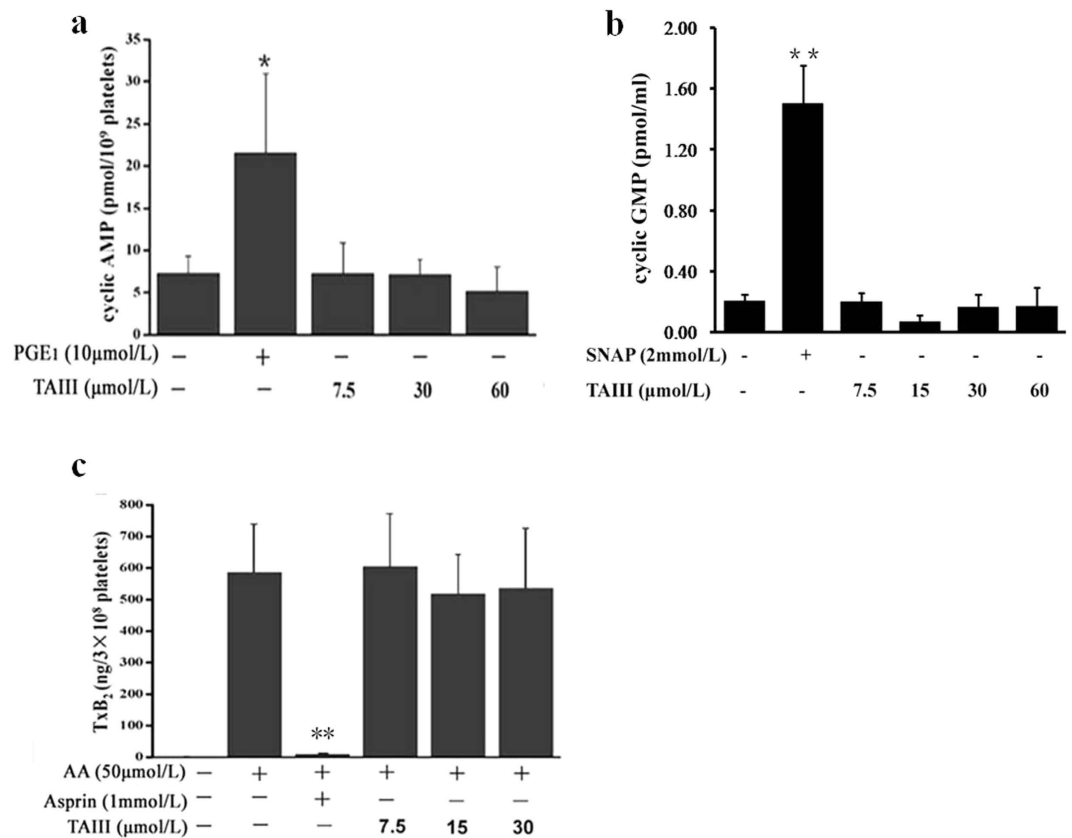 a
cyclic AMP (pmol/10⁹ platelets)
35
30
25
20
15
10
5
0
*
PGE1 (10μmol/L) – + – – –
TAIII (μmol/L) – – 7.5 30 60
b
cyclic GMP (pmol/ml)
2.00
1.60
1.20
0.80
0.40
0.00
**
SNAP (2mmol/L) - + - - - -
TAIII (μmol/L) - - 7.5 15 30 60
c
TxB₂ (ng/3×10⁸ platelets)
800
700
600
500
400
300
200
100
0
**
AA (50μmol/L) – + + + + +
Asprin (1mmol/L) – – + – – –
TAIII (μmol/L) – – – 7.5 15 30